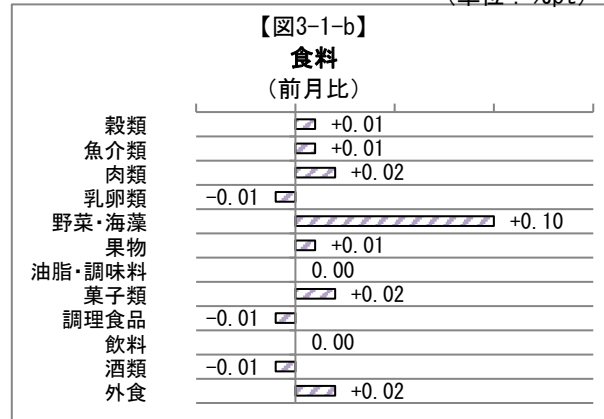 【図3-1-b】
食料
（前月比）
穀類 +0.01
魚介類 +0.01
肉類 +0.02
乳卵類 -0.01
野菜・海藻 +0.10
果物 +0.01
油脂・調味料 0.00
菓子類 +0.02
調理食品 -0.01
飲料 0.00
酒類 -0.01
外食 +0.02